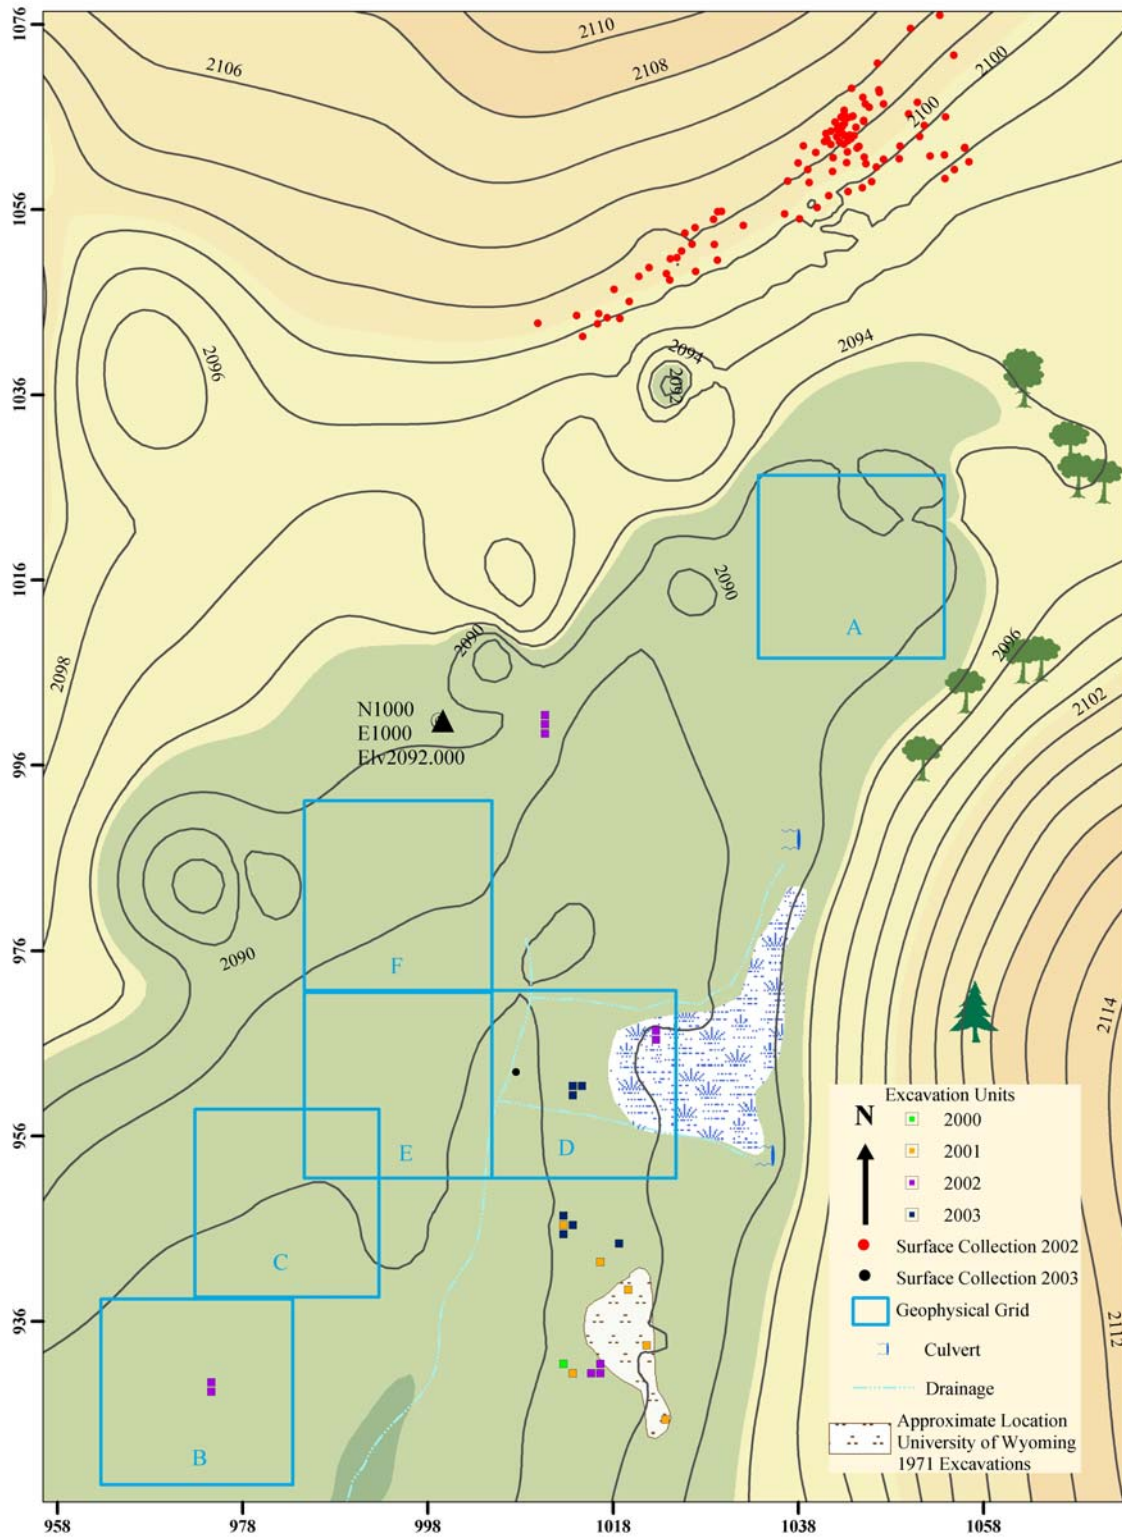 1076
2110
2106
2108
2100
2100
1056
2096
2094
2094
2092
1036
1016
2090
A
2090
2096
2098
N1000
E1000
Elv2092.000
2102
996
2090
976
F
2114
956
E
D
C
936
B
2112
Excavation Units
N
2000
2001
2002
2003
Surface Collection 2002
Surface Collection 2003
Geophysical Grid
Culvert
Drainage
Approximate Location
University of Wyoming
1971 Excavations
958
978
998
1018
1038
1058